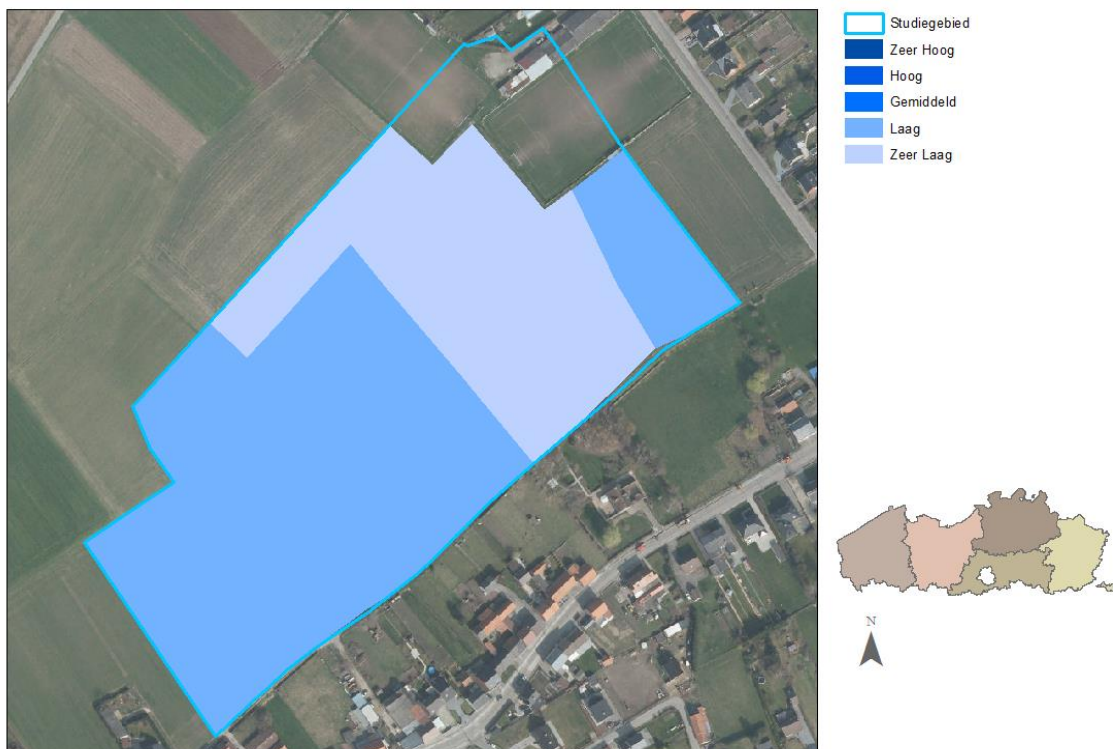 Studiegebied
Zeer Hoog
Hoog
Gemiddeld
Laag
Zeer Laag
N